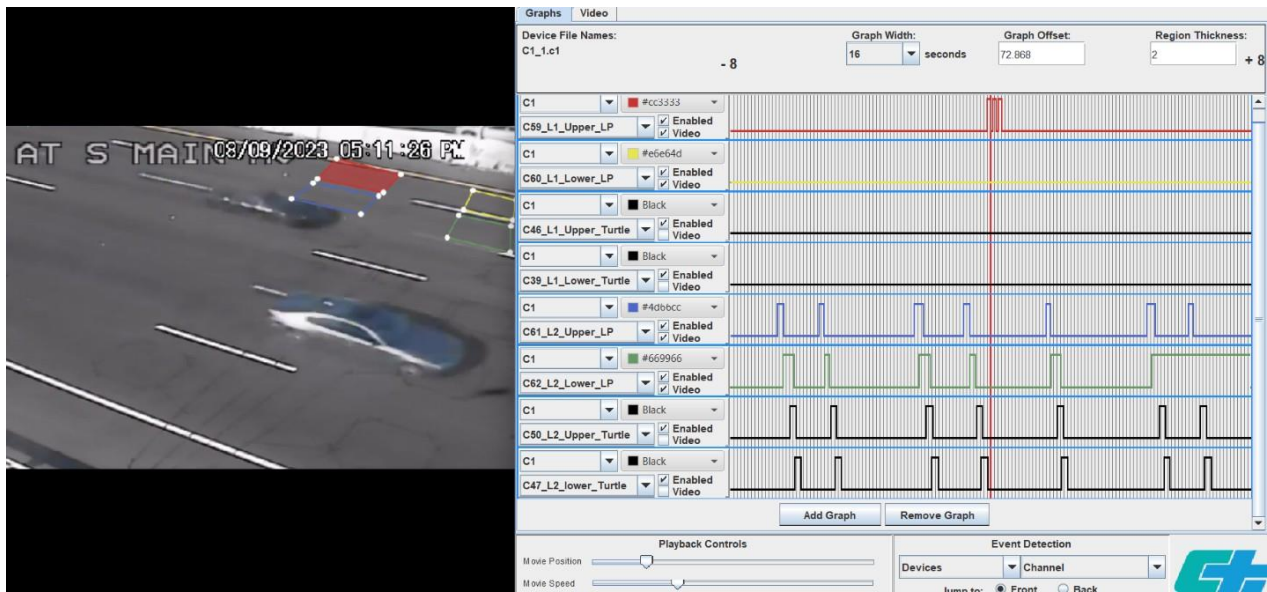 AT S MAIN
08/09/2023 05:11:26 PM
Graphs Video
Device File Names:
C1_1.c1
- 8
Graph Width:
16 seconds
Graph Offset:
72.868
Region Thickness:
2
+ 8
C1 #cc3333
C59_L1_Upper_LP Enabled
Video
C1 #e6e64d
C60_L1_Lower_LP Enabled
Video
C1 Black
C46_L1_Upper_Turtle Enabled
Video
C1 Black
C39_L1_Lower_Turtle Enabled
Video
C1 #4d66cc
C61_L2_Upper_LP Enabled
Video
C1 #669966
C62_L2_Lower_LP Enabled
Video
C1 Black
C50_L2_Upper_Turtle Enabled
Video
C1 Black
C47_L2_lower_Turtle Enabled
Video
Add Graph Remove Graph
Playback Controls
Movie Position
Movie Speed
Event Detection
Devices Channel
Jump to: Front Back